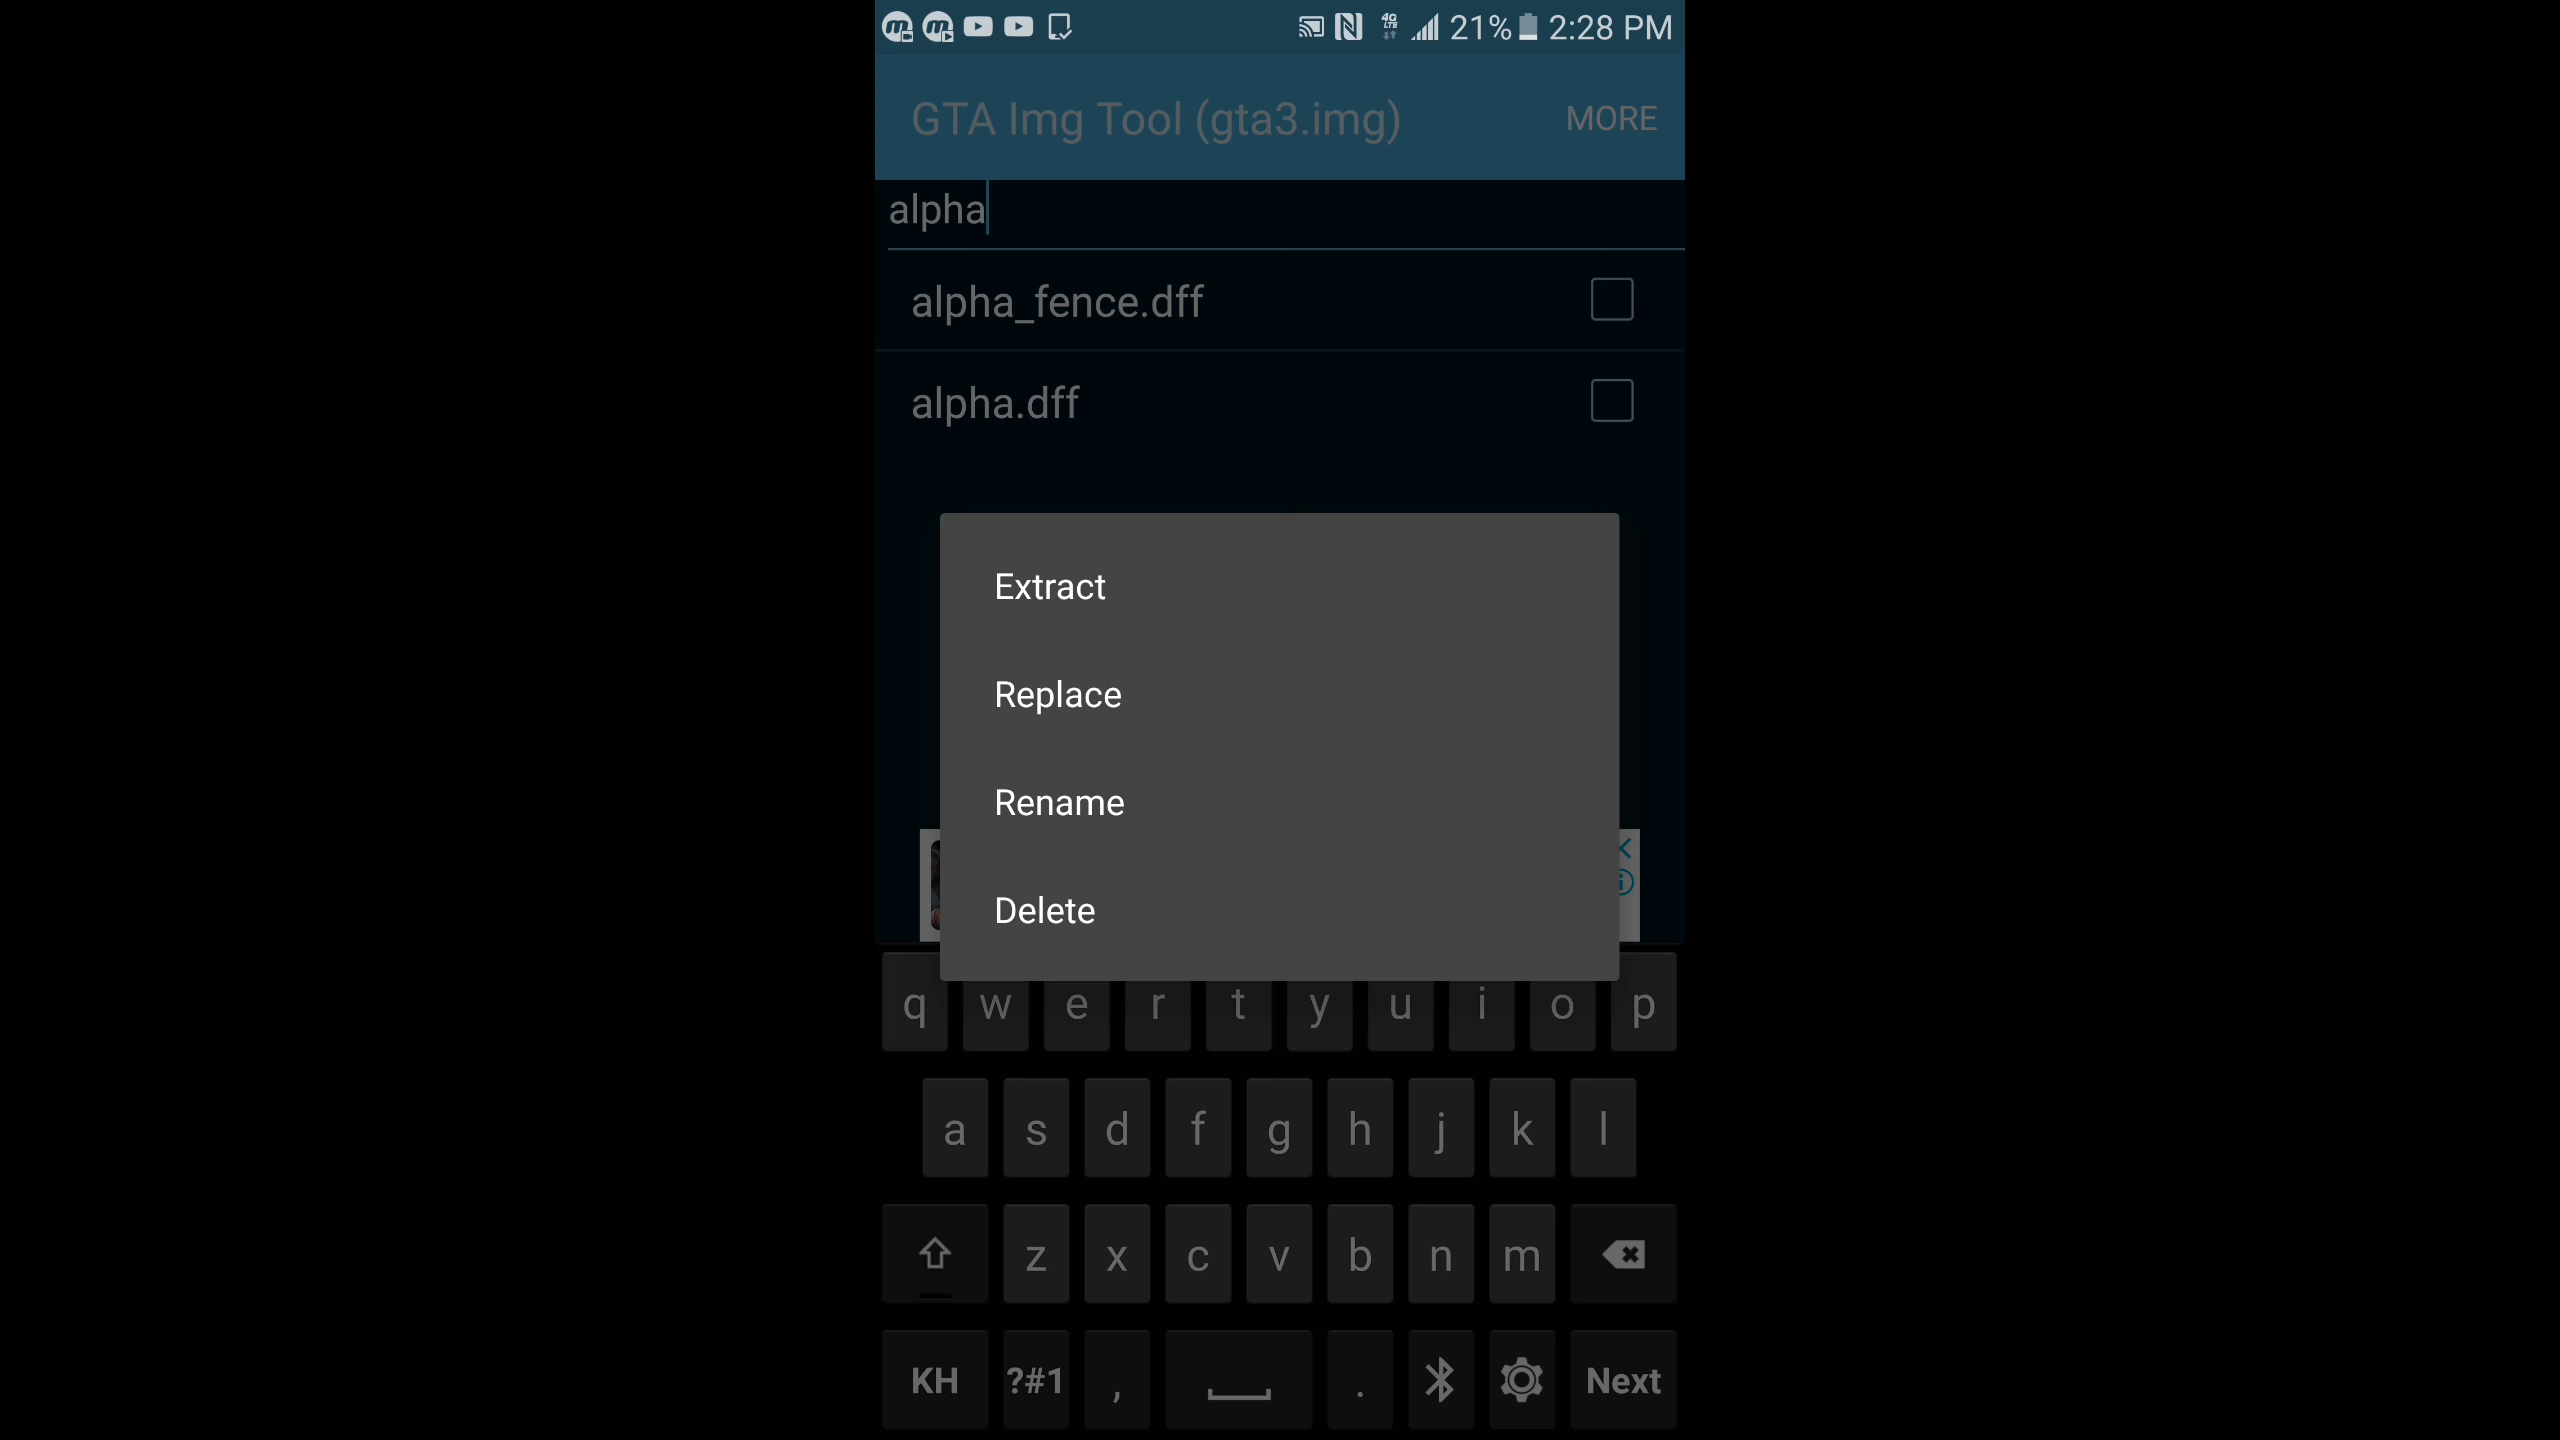 21% 2:28 PM
GTA Img Tool (gta3.img) MORE
alpha
alpha_fence.dff
alpha.dff
Extract
Replace
Rename
Delete
q w e r t y u i o p
a s d f g h j k l
z x c v b n m
KH ?#1 , . Next